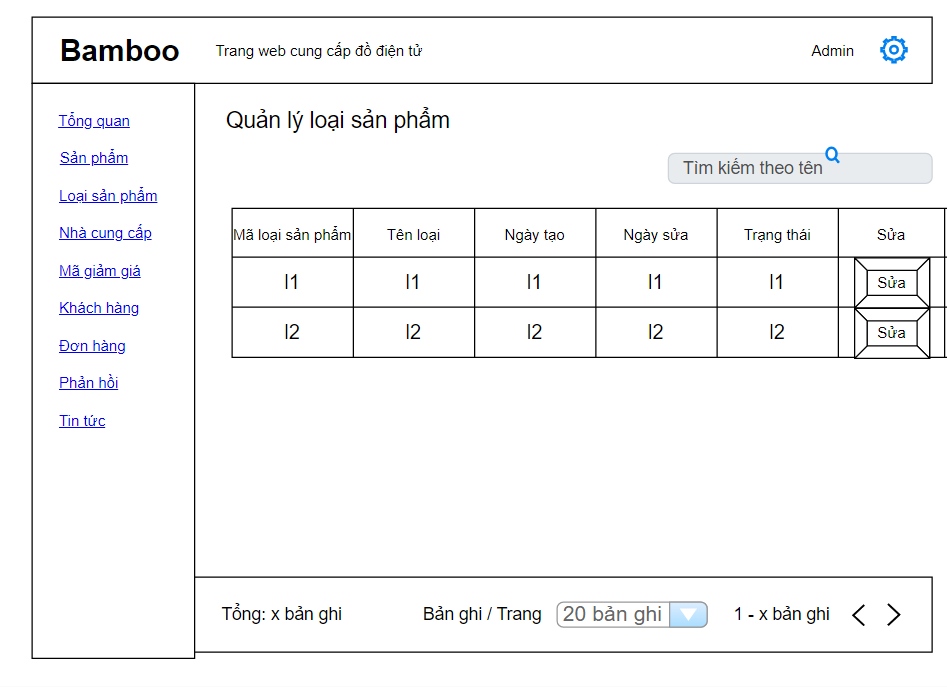 Bamboo Trang web cung cấp đồ điện tử Admin
Tổng quan
Sản phẩm
Loại sản phẩm
Nhà cung cấp
Mã giảm giá
Khách hàng
Đơn hàng
Phản hồi
Tin tức
Quản lý loại sản phẩm
Tìm kiếm theo tên
Mã loại sản phẩm Tên loại Ngày tạo Ngày sửa Trạng thái Sửa
l1 l1 l1 l1 l1 Sửa
l2 l2 l2 l2 l2 Sửa
Tổng: x bản ghi Bản ghi / Trang 20 bản ghi 1 - x bản ghi